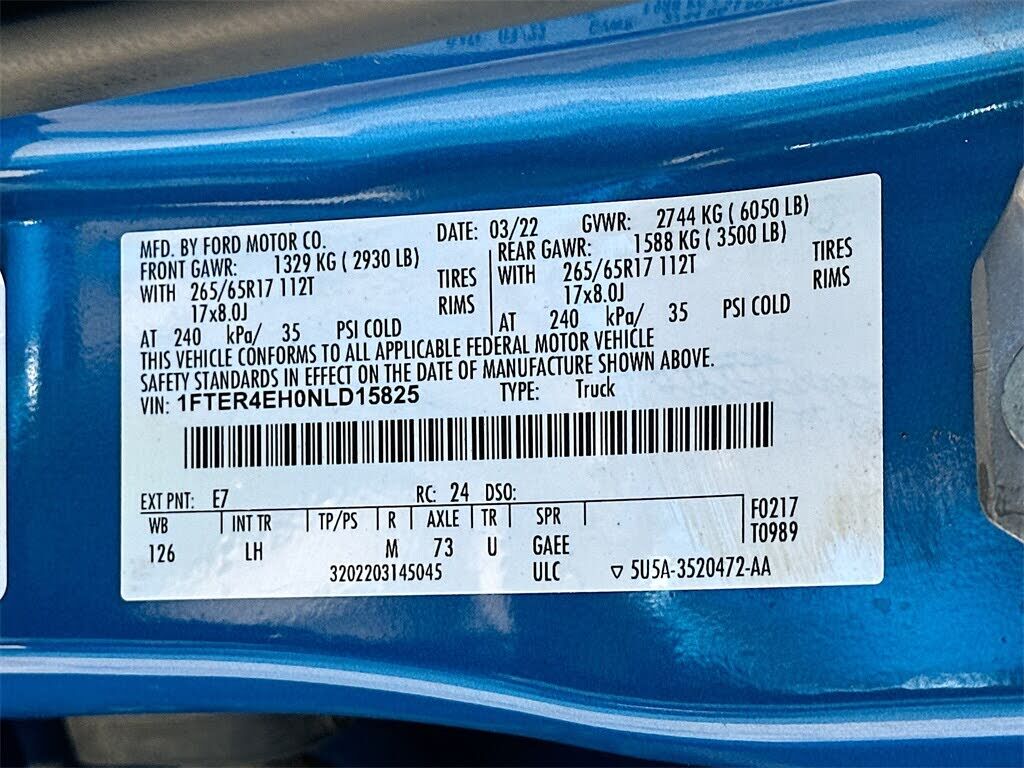 MFD. BY FORD MOTOR CO. DATE: 03/22 GVWR: 2744 KG ( 6050 LB)
FRONT GAWR: 1329 KG ( 2930 LB) REAR GAWR: 1588 KG ( 3500 LB)
WITH 265/65R17 112T TIRES WITH 265/65R17 112T TIRES
17x8.0J RIMS 17x8.0J RIMS
AT 240 kPa/ 35 PSI COLD AT 240 kPa/ 35 PSI COLD
THIS VEHICLE CONFORMS TO ALL APPLICABLE FEDERAL MOTOR VEHICLE
SAFETY STANDARDS IN EFFECT ON THE DATE OF MANUFACTURE SHOWN ABOVE.
VIN: 1FTER4EH0NLD15825 TYPE: Truck
EXT PNT: E7 RC: 24 DSO:
WB INT TR TP/PS R AXLE TR SPR F0217
126 LH M 73 U GAEE T0989
3202203145045 ULC ▽ 5U5A-3520472-AA